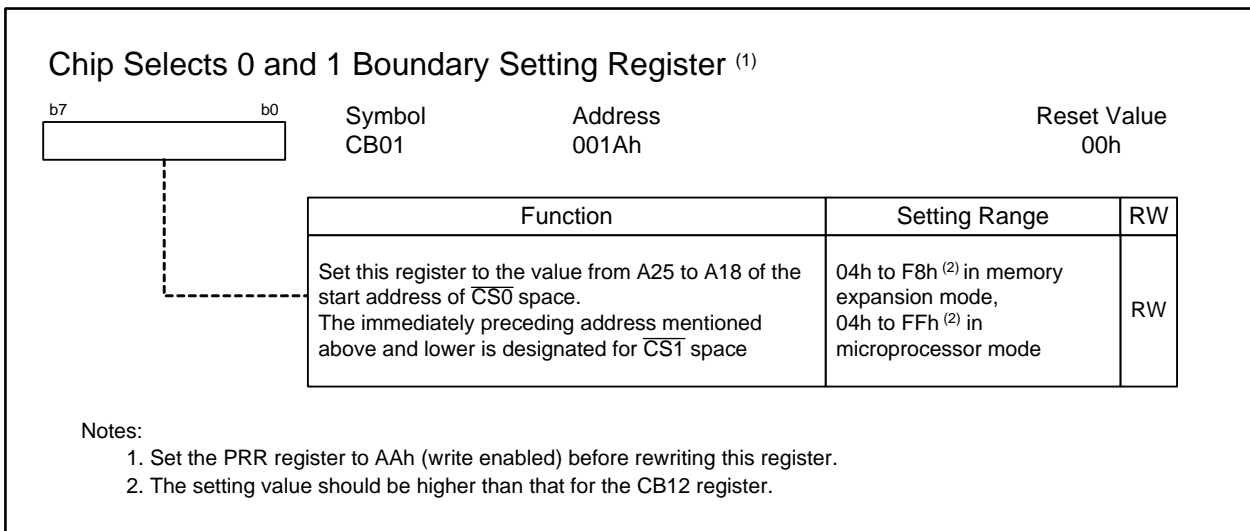 Chip Selects 0 and 1 Boundary Setting Register (1)
b7 b0
Symbol Address Reset Value
CB01 001Ah 00h
Function Setting Range RW
Set this register to the value from A25 to A18 of the
start address of CS0 space.
The immediately preceding address mentioned
above and lower is designated for CS1 space
04h to F8h (2) in memory
expansion mode,
04h to FFh (2) in
microprocessor mode
RW
Notes:
1. Set the PRR register to AAh (write enabled) before rewriting this register.
2. The setting value should be higher than that for the CB12 register.